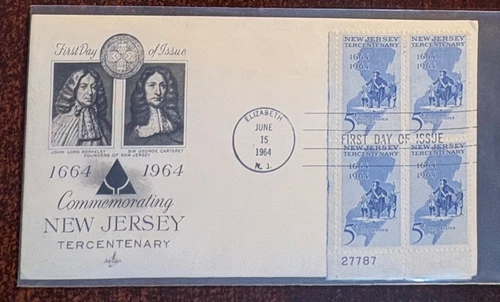 First Day of Issue
JOHN LORD BERKELEY SIR GEORGE CARTERET
FOUNDERS OF NEW JERSEY
1664 1964
Commemorating
NEW JERSEY
TERCENTENARY
ELIZABETH
JUNE
15
1964
N. J.
FIRST DAY OF ISSUE
NEW JERSEY
TERCENTENARY
1664
1964
5¢
NEW JERSEY
TERCENTENARY
1664
1964
5¢
NEW JERSEY
TERCENTENARY
1664
1964
5¢
NEW JERSEY
TERCENTENARY
1664
1964
5¢
27787